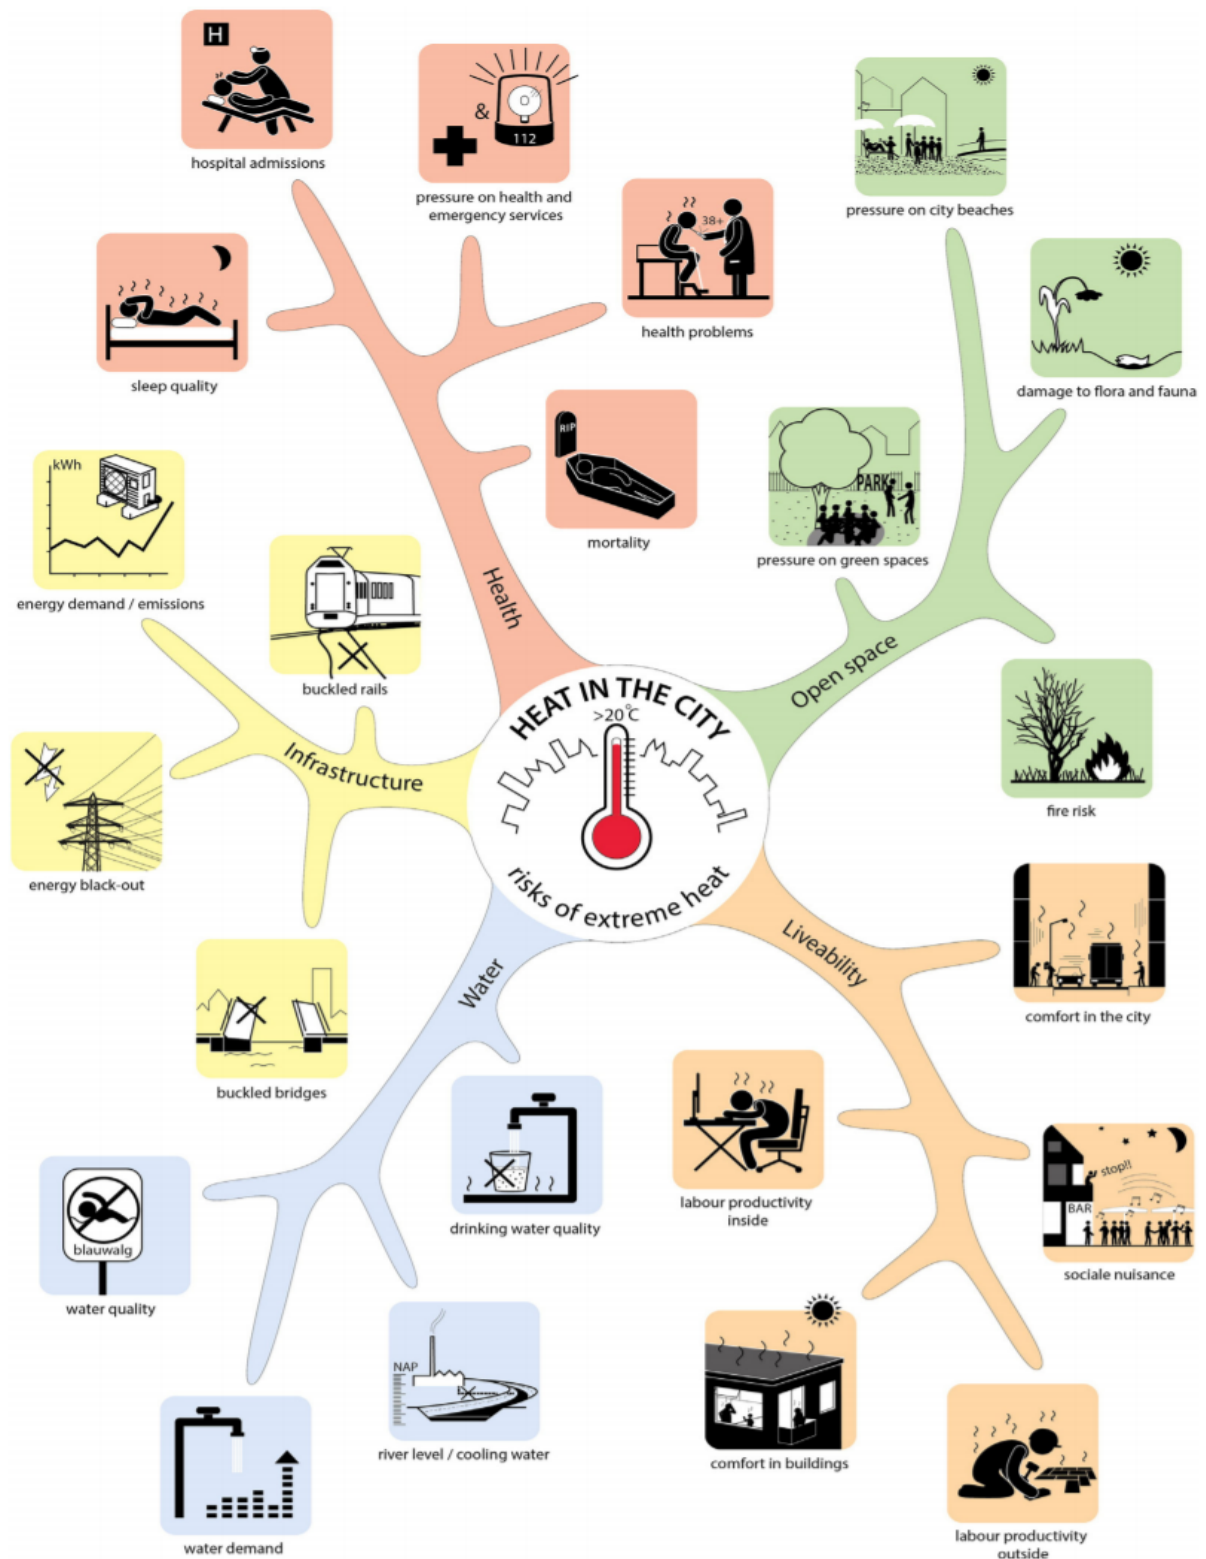 H
hospital admissions
&
112
pressure on health and
emergency services
38+
health problems
sleep quality
RIP
mortality
Health
pressure on city beaches
damage to flora and fauna
PARK
pressure on green spaces
fire risk
Open space
kWh
energy demand / emissions
buckled rails
energy black-out
buckled bridges
Infrastructure
HEAT IN THE CITY
>20°C
risks of extreme heat
Water
drinking water quality
blauwalg
water quality
NAP
river level / cooling water
water demand
Liveability
comfort in the city
labour productivity
inside
stop!!
BAR
sociale nuisance
comfort in buildings
labour productivity
outside